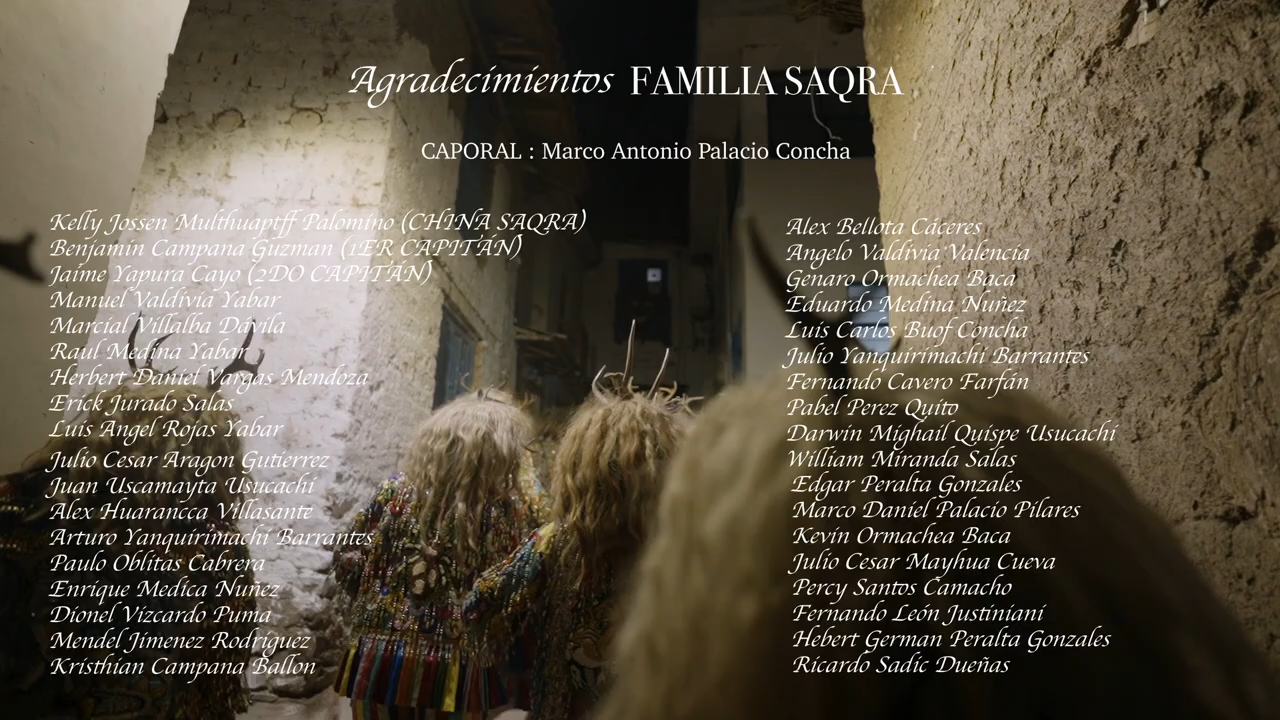 Agradecimientos FAMILIA SAQRA
CAPORAL : Marco Antonio Palacio Concha
Kelly Jossen Multhuaptff Palomino (CHINA SAQRA)
Benjamin Campana Guzman (1ER CAPITÁN)
Jaime Yapura Cayo (2DO CAPITÁN)
Manuel Valdivia Yabar
Marcial Villalba Dávila
Raul Medina Yabar
Herbert Daniel Vargas Mendoza
Erick Jurado Salas
Luis Angel Rojas Yabar
Julio Cesar Aragon Gutierrez
Juan Uscamayta Usucachi
Alex Huarancca Villasante
Arturo Yanquirimachi Barrantes
Paulo Oblitas Cabrera
Enrique Medica Nuñez
Dionel Vizcardo Puma
Mendel Jimenez Rodriguez
Kristhian Campana Ballon
Alex Bellota Cáceres
Angelo Valdivia Valencia
Genaro Ormachea Baca
Eduardo Medina Nuñez
Luis Carlos Buof Concha
Julio Yanquirimachi Barrantes
Fernando Cavero Farfán
Pabel Perez Quito
Darwin Mighail Quispe Usucachi
William Miranda Salas
Edgar Peralta Gonzales
Marco Daniel Palacio Pilares
Kevin Ormachea Baca
Julio Cesar Mayhua Cueva
Percy Santos Camacho
Fernando León Justiniani
Hebert German Peralta Gonzales
Ricardo Sadic Dueñas